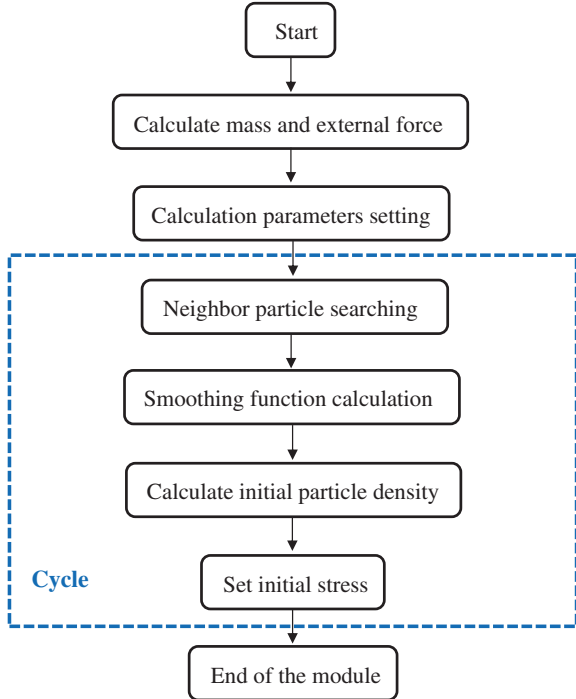 Start
Calculate mass and external force
Calculation parameters setting
Neighbor particle searching
Smoothing function calculation
Calculate initial particle density
Cycle
Set initial stress
End of the module